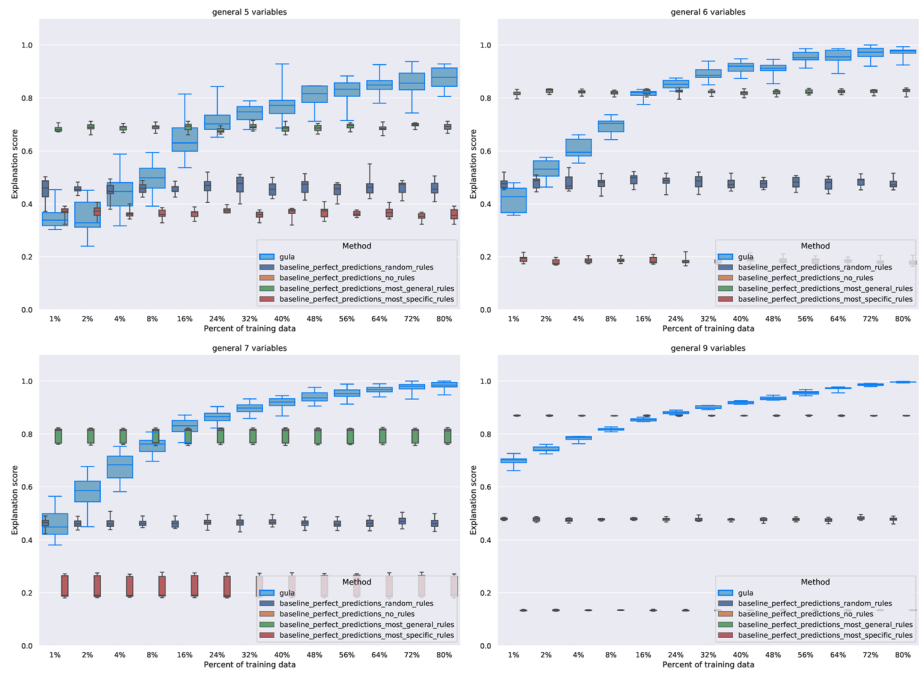 general 5 variables
1.0
0.8
0.6
0.4
0.2
0.0
Explanation score
1% 2% 4% 8% 16% 24% 32% 40% 48% 56% 64% 72% 80%
Percent of training data
Method
gula
baseline_perfect_predictions_random_rules
baseline_perfect_predictions_no_rules
baseline_perfect_predictions_most_general_rules
baseline_perfect_predictions_most_specific_rules
general 6 variables
1.0
0.8
0.6
0.4
0.2
0.0
Explanation score
1% 2% 4% 8% 16% 24% 32% 40% 48% 56% 64% 72% 80%
Percent of training data
Method
gula
baseline_perfect_predictions_random_rules
baseline_perfect_predictions_no_rules
baseline_perfect_predictions_most_general_rules
baseline_perfect_predictions_most_specific_rules
general 7 variables
1.0
0.8
0.6
0.4
0.2
0.0
Explanation score
1% 2% 4% 8% 16% 24% 32% 40% 48% 56% 64% 72% 80%
Percent of training data
Method
gula
baseline_perfect_predictions_random_rules
baseline_perfect_predictions_no_rules
baseline_perfect_predictions_most_general_rules
baseline_perfect_predictions_most_specific_rules
general 9 variables
1.0
0.8
0.6
0.4
0.2
0.0
Explanation score
1% 2% 4% 8% 16% 24% 32% 40% 48% 56% 64% 72% 80%
Percent of training data
Method
gula
baseline_perfect_predictions_random_rules
baseline_perfect_predictions_no_rules
baseline_perfect_predictions_most_general_rules
baseline_perfect_predictions_most_specific_rules